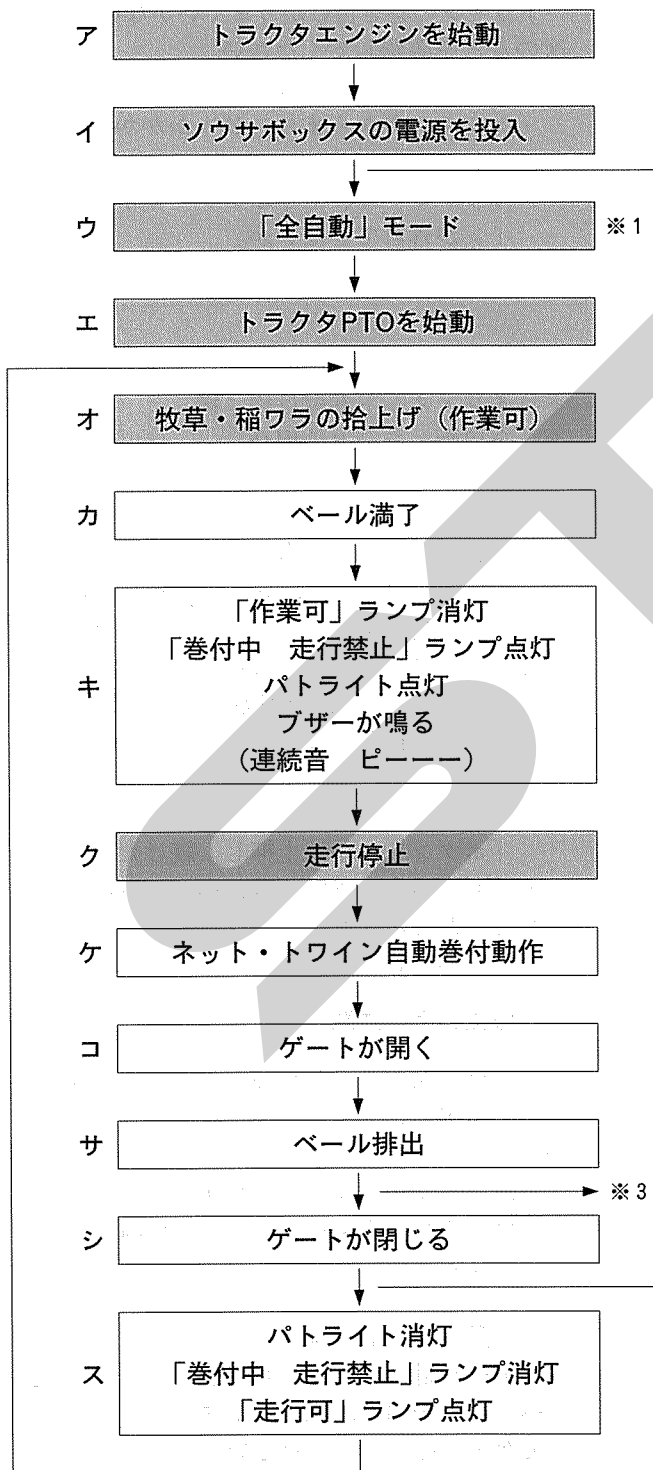 ア トラクタエンジンを始動
イ ソウサボックスの電源を投入
ウ 「全自動」モード ※1
エ トラクタPTOを始動
オ 牧草・稲ワラの拾上げ（作業可）
カ ベール満了
キ 「作業可」ランプ消灯
「巻付中　走行禁止」ランプ点灯
パトライト点灯
ブザーが鳴る
（連続音　ピーーー）
ク 走行停止
ケ ネット・トワイン自動巻付動作
コ ゲートが開く
サ ベール排出
※3
シ ゲートが閉じる
ス パトライト消灯
「巻付中　走行禁止」ランプ消灯
「走行可」ランプ点灯